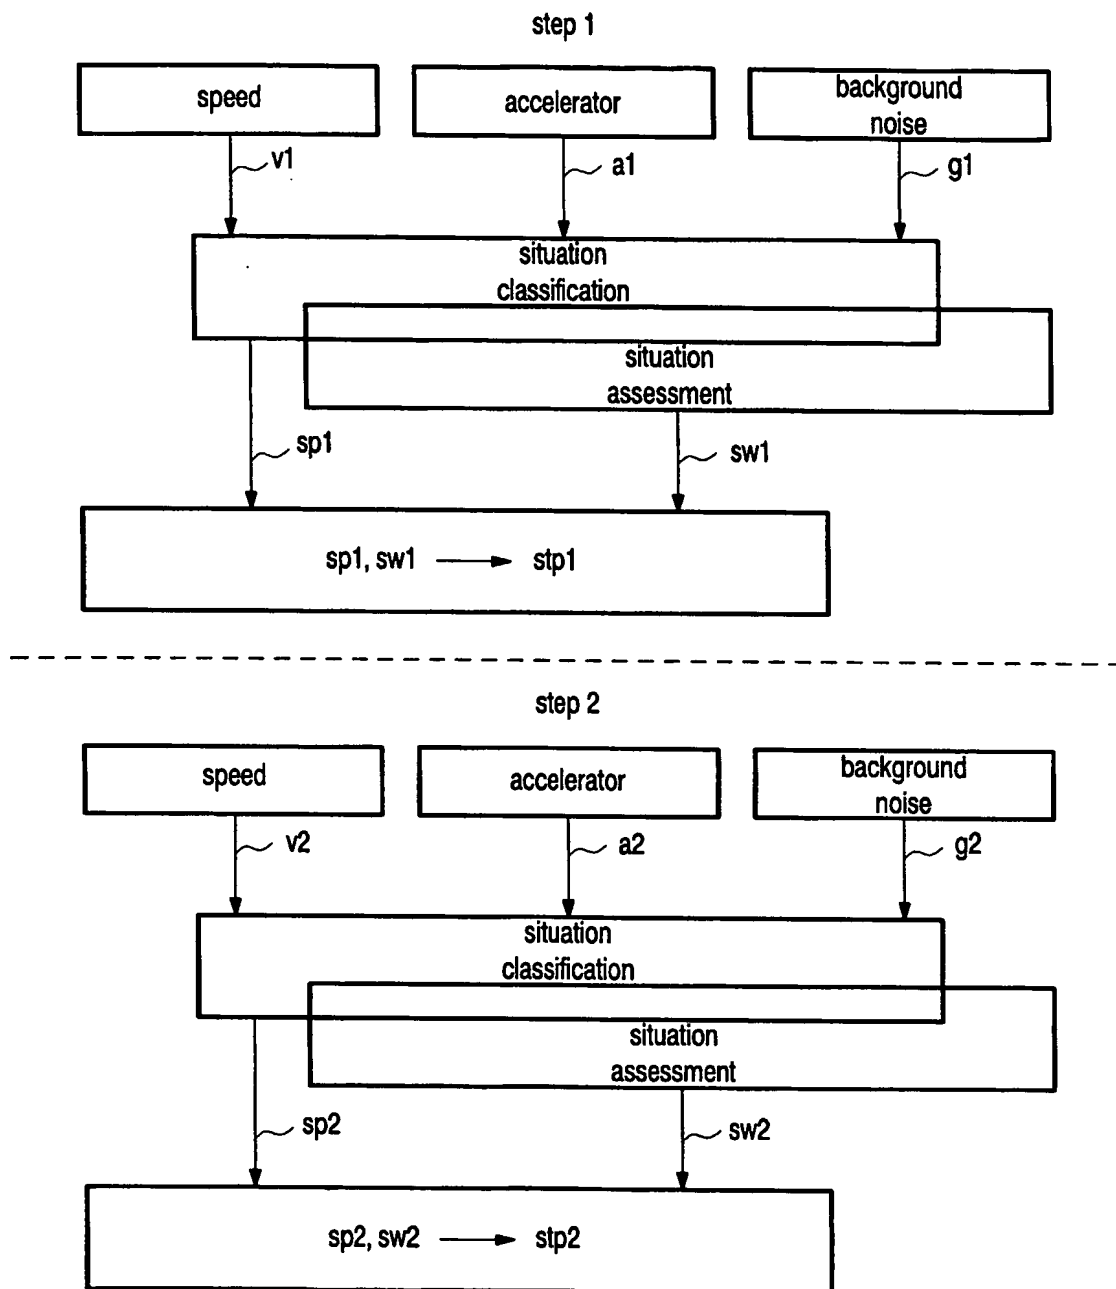 step 1
speed
accelerator
background
noise
v1
a1
g1
situation
classification
situation
assessment
sp1
sw1
sp1, sw1 → stp1
step 2
speed
accelerator
background
noise
v2
a2
g2
situation
classification
situation
assessment
sp2
sw2
sp2, sw2 → stp2